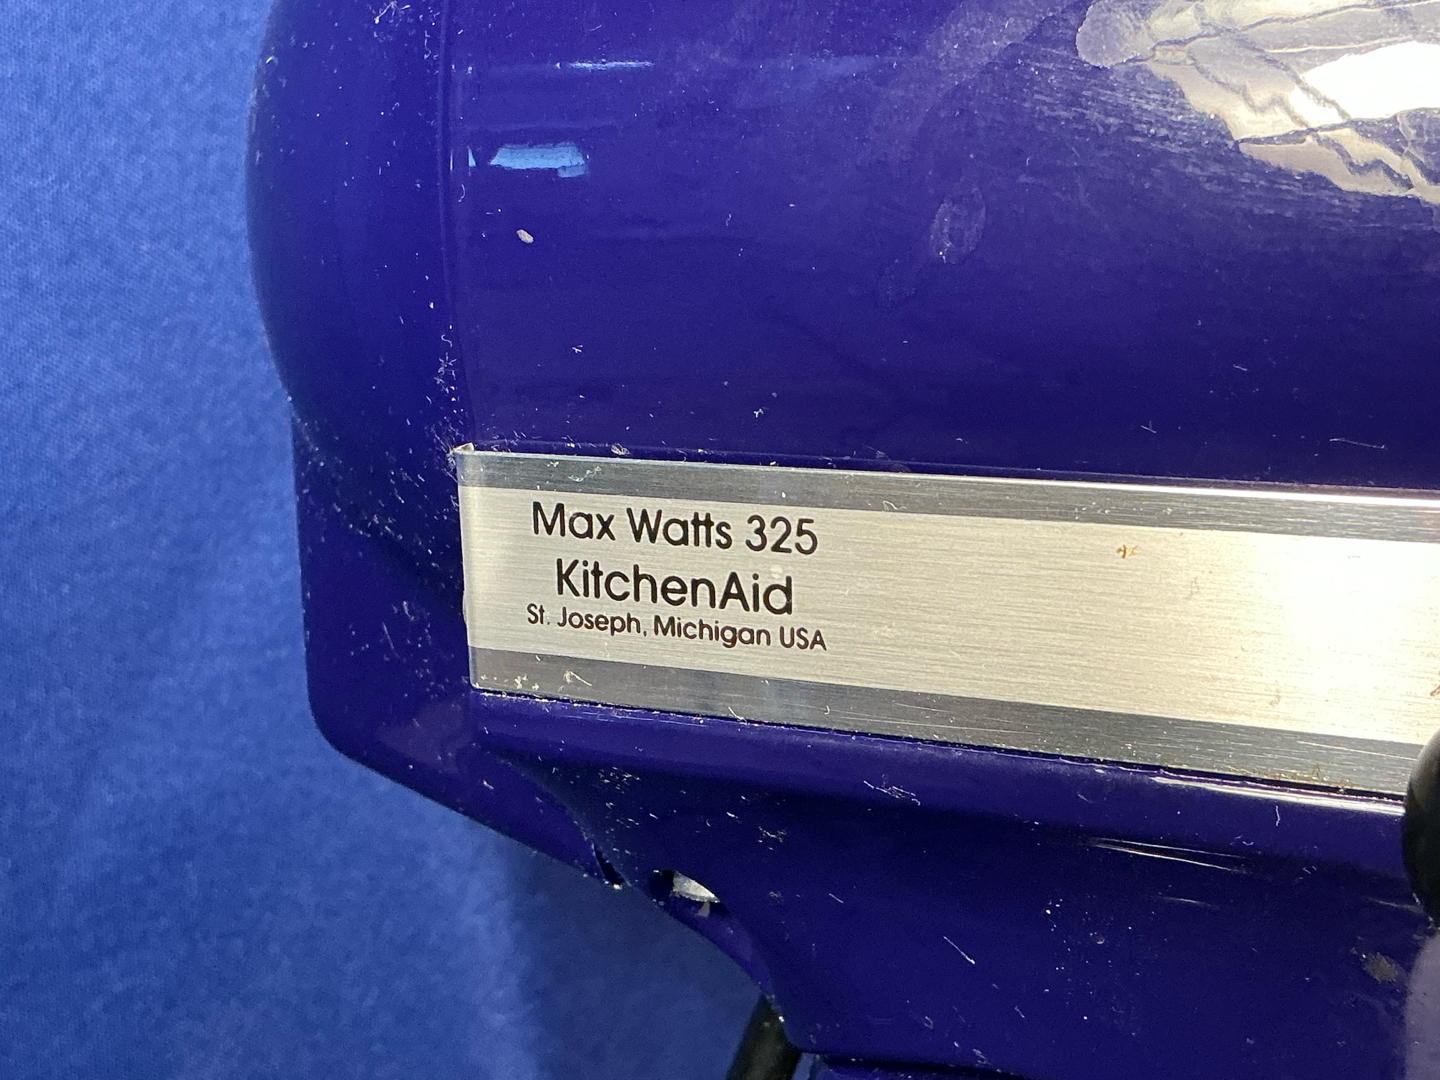 Max Watts 325
KitchenAid
St. Joseph, Michigan USA